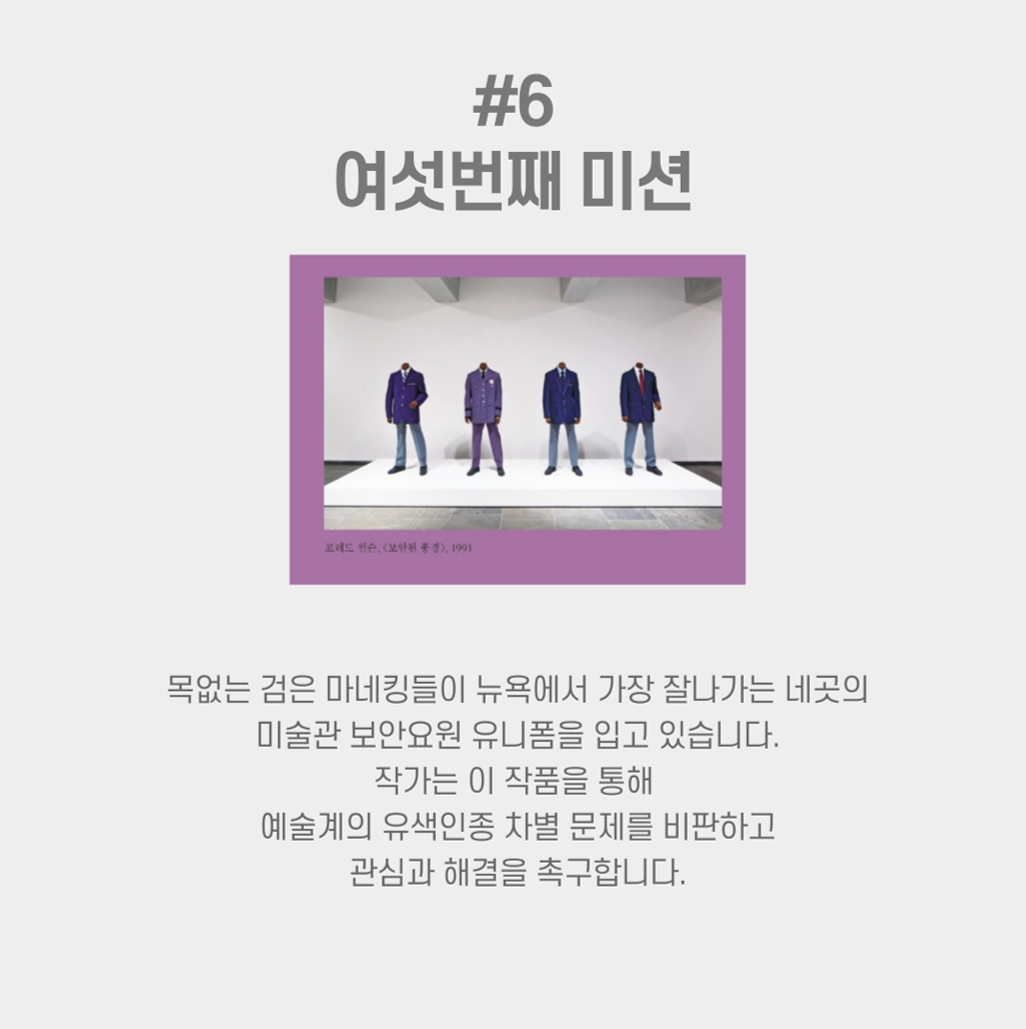 #6
여섯번째 미션
프레드 윌슨, 〈보안된 풍경〉, 1991
목없는 검은 마네킹들이 뉴욕에서 가장 잘나가는 네곳의
미술관 보안요원 유니폼을 입고 있습니다.
작가는 이 작품을 통해
예술계의 유색인종 차별 문제를 비판하고
관심과 해결을 촉구합니다.